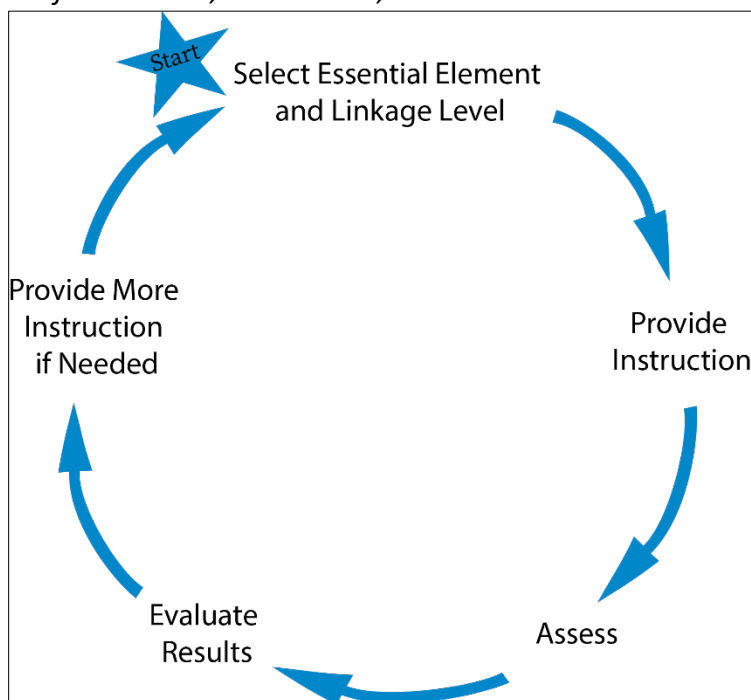 Start
Select Essential Element
and Linkage Level
Provide
Instruction
Assess
Evaluate
Results
Provide More
Instruction
if Needed